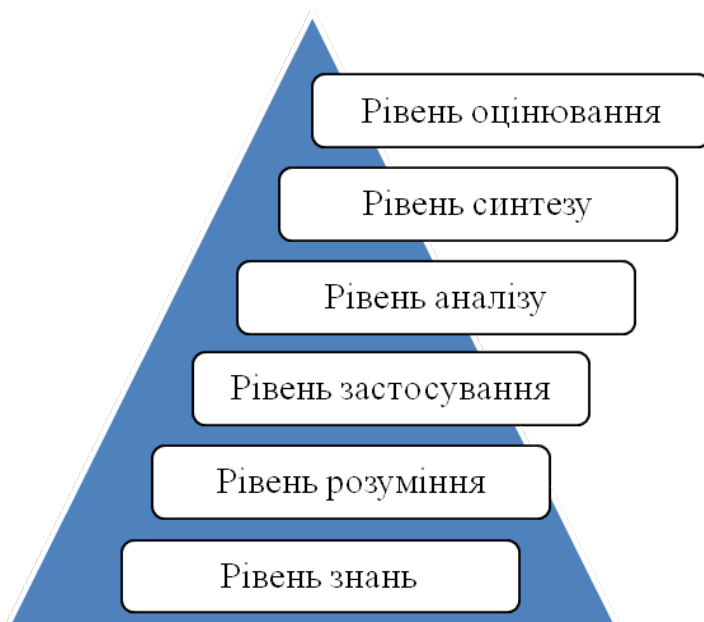 Рівень оцінювання
Рівень синтезу
Рівень аналізу
Рівень застосування
Рівень розуміння
Рівень знань